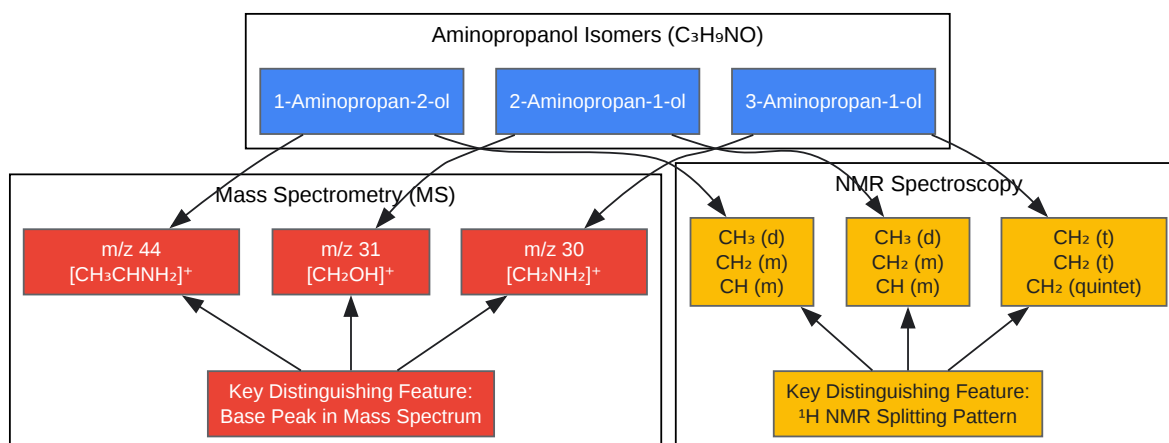 Aminopropanol Isomers (C₃H₉NO)
1-Aminopropan-2-ol
2-Aminopropan-1-ol
3-Aminopropan-1-ol
Mass Spectrometry (MS)
m/z 44
[CH₃CHNH₂]⁺
m/z 31
[CH₂OH]⁺
m/z 30
[CH₂NH₂]⁺
Key Distinguishing Feature:
Base Peak in Mass Spectrum
NMR Spectroscopy
CH₃ (d)
CH₂ (m)
CH (m)
CH₃ (d)
CH₂ (m)
CH (m)
CH₂ (t)
CH₂ (t)
CH₂ (quintet)
Key Distinguishing Feature:
¹H NMR Splitting Pattern